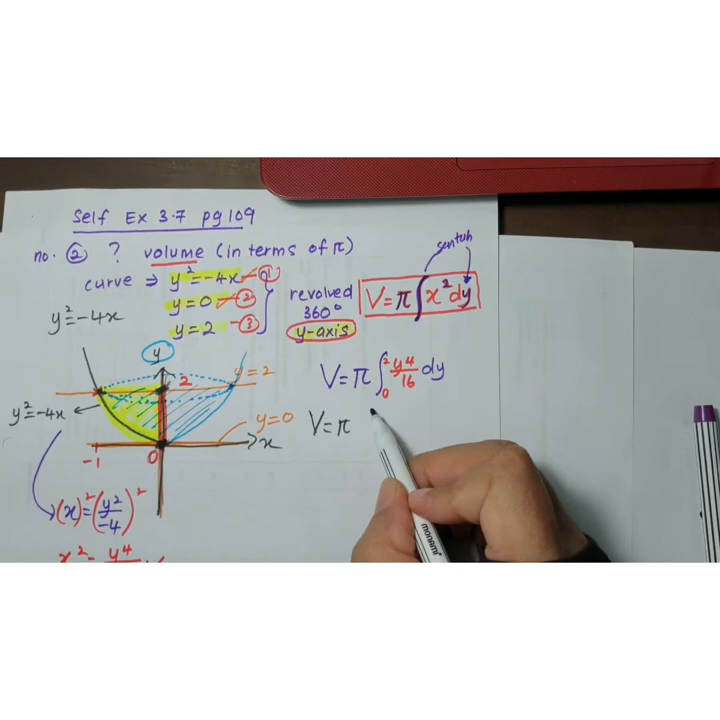 Self Ex 3.7 pg 109
no. ② ? volume (in terms of π)
sentuh
curve ⇒ y²=-4x - ①
y=0 - ②
y=2 - ③
revolved
360°
y-axis
V=π∫x²dy
y²=-4x
y
2
y=2
y²=-4x
y=0
x
-1
0
(x)²=(y²/-4)²
x²=y⁴/
V=π∫₀² y⁴/16 dy
V=π
monami